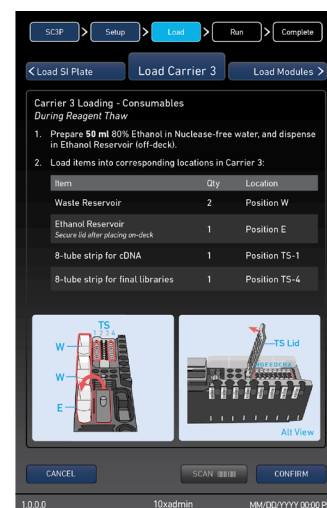 SC3P > Setup > Load > Run > Complete
< Load SI Plate Load Carrier 3 Load Modules >
Carrier 3 Loading - Consumables
During Reagent Thaw
1. Prepare 50 ml 80% Ethanol in Nuclease-free water, and dispense
in Ethanol Reservoir (off-deck).
2. Load items into corresponding locations in Carrier 3:
Item Qty Location
Waste Reservoir 2 Position W
Ethanol Reservoir 1 Position E
Secure lid after placing on-deck
8-tube strip for cDNA 1 Position TS-1
8-tube strip for final libraries 1 Position TS-4
TS
1 2 3 4
W
W
E
TS Lid
HGFEDCBA
Alt View
CANCEL SCAN CONFIRM
1.0.0.0 10xadmin MM/DD/YYYY 00:00 P